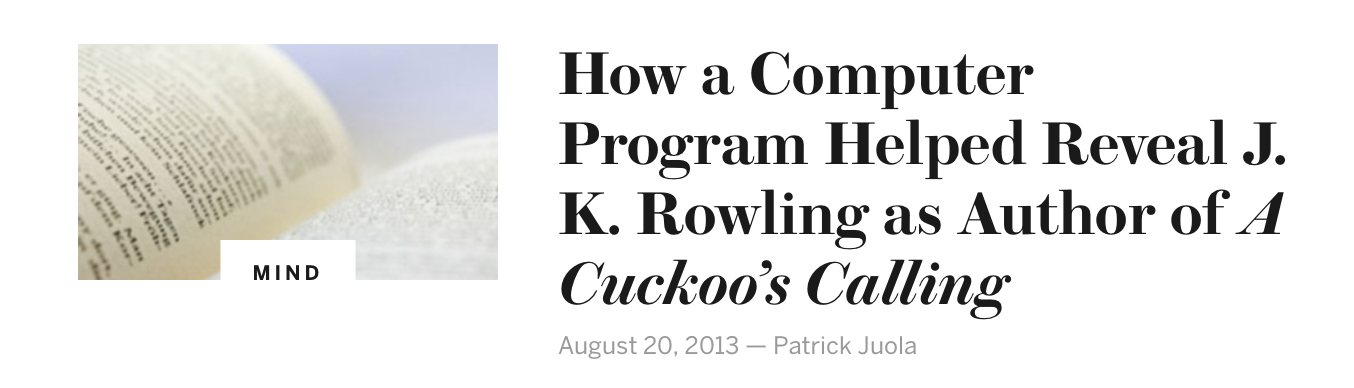 MIND
How a Computer
Program Helped Reveal J.
K. Rowling as Author of A
Cuckoo’s Calling
August 20, 2013 — Patrick Juola